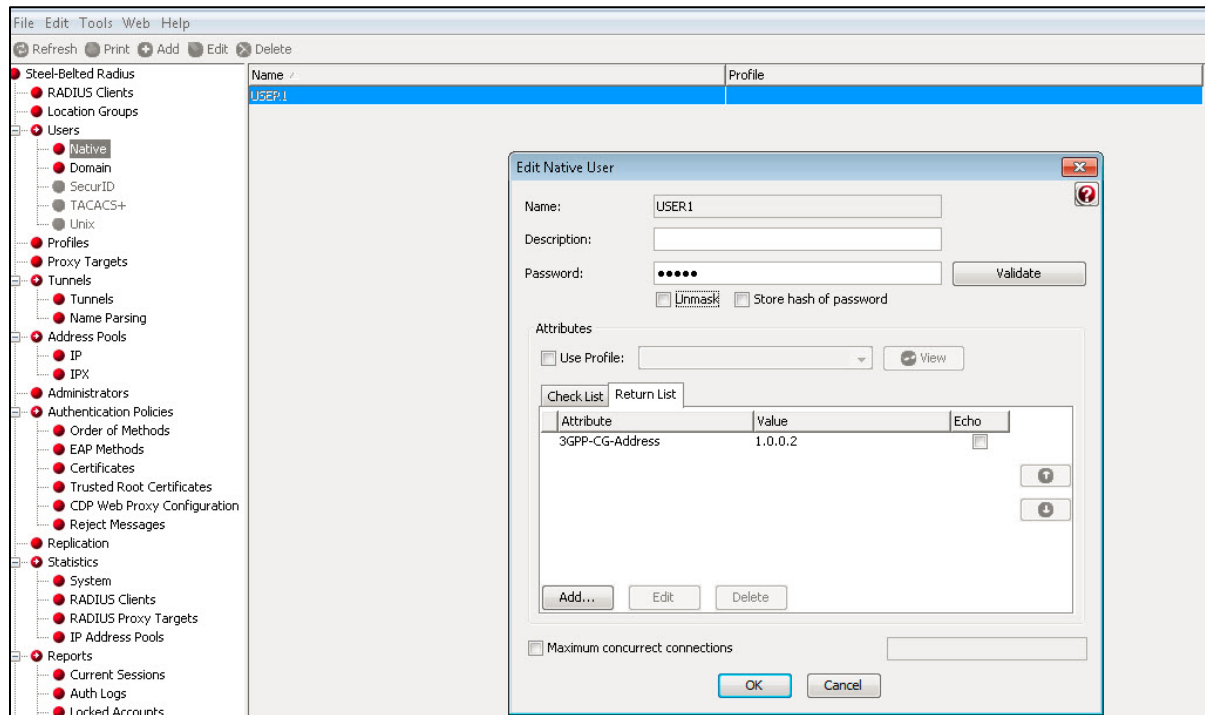 File Edit Tools Web Help
Refresh Print Add Edit Delete
Steel-Belted Radius
RADIUS Clients
Location Groups
Users
Native
Domain
SecurID
TACACS+
Unix
Profiles
Proxy Targets
Tunnels
Tunnels
Name Parsing
Address Pools
IP
IPX
Administrators
Authentication Policies
Order of Methods
EAP Methods
Certificates
Trusted Root Certificates
CDP Web Proxy Configuration
Reject Messages
Replication
Statistics
System
RADIUS Clients
RADIUS Proxy Targets
IP Address Pools
Reports
Current Sessions
Auth Logs
Locked Accounts
Name Profile
USER1
Edit Native User
Name: USER1
Description:
Password: ●●●●● Validate
Unmask Store hash of password
Attributes
Use Profile: View
Check List Return List
Attribute Value Echo
3GPP-CG-Address 1.0.0.2
Add... Edit Delete
Maximum concurrect connections
OK Cancel